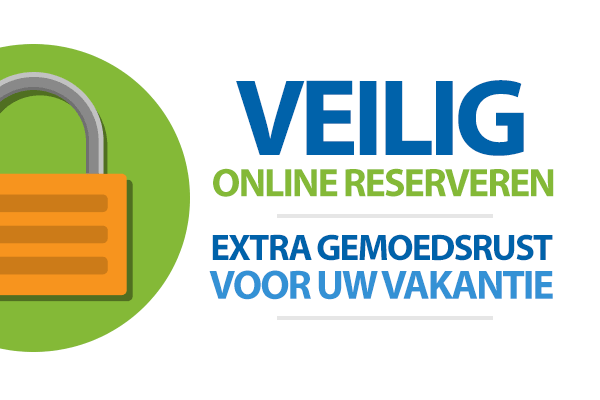 VEILIG
ONLINE RESERVEREN
EXTRA GEMOEDSRUST
VOOR UW VAKANTIE